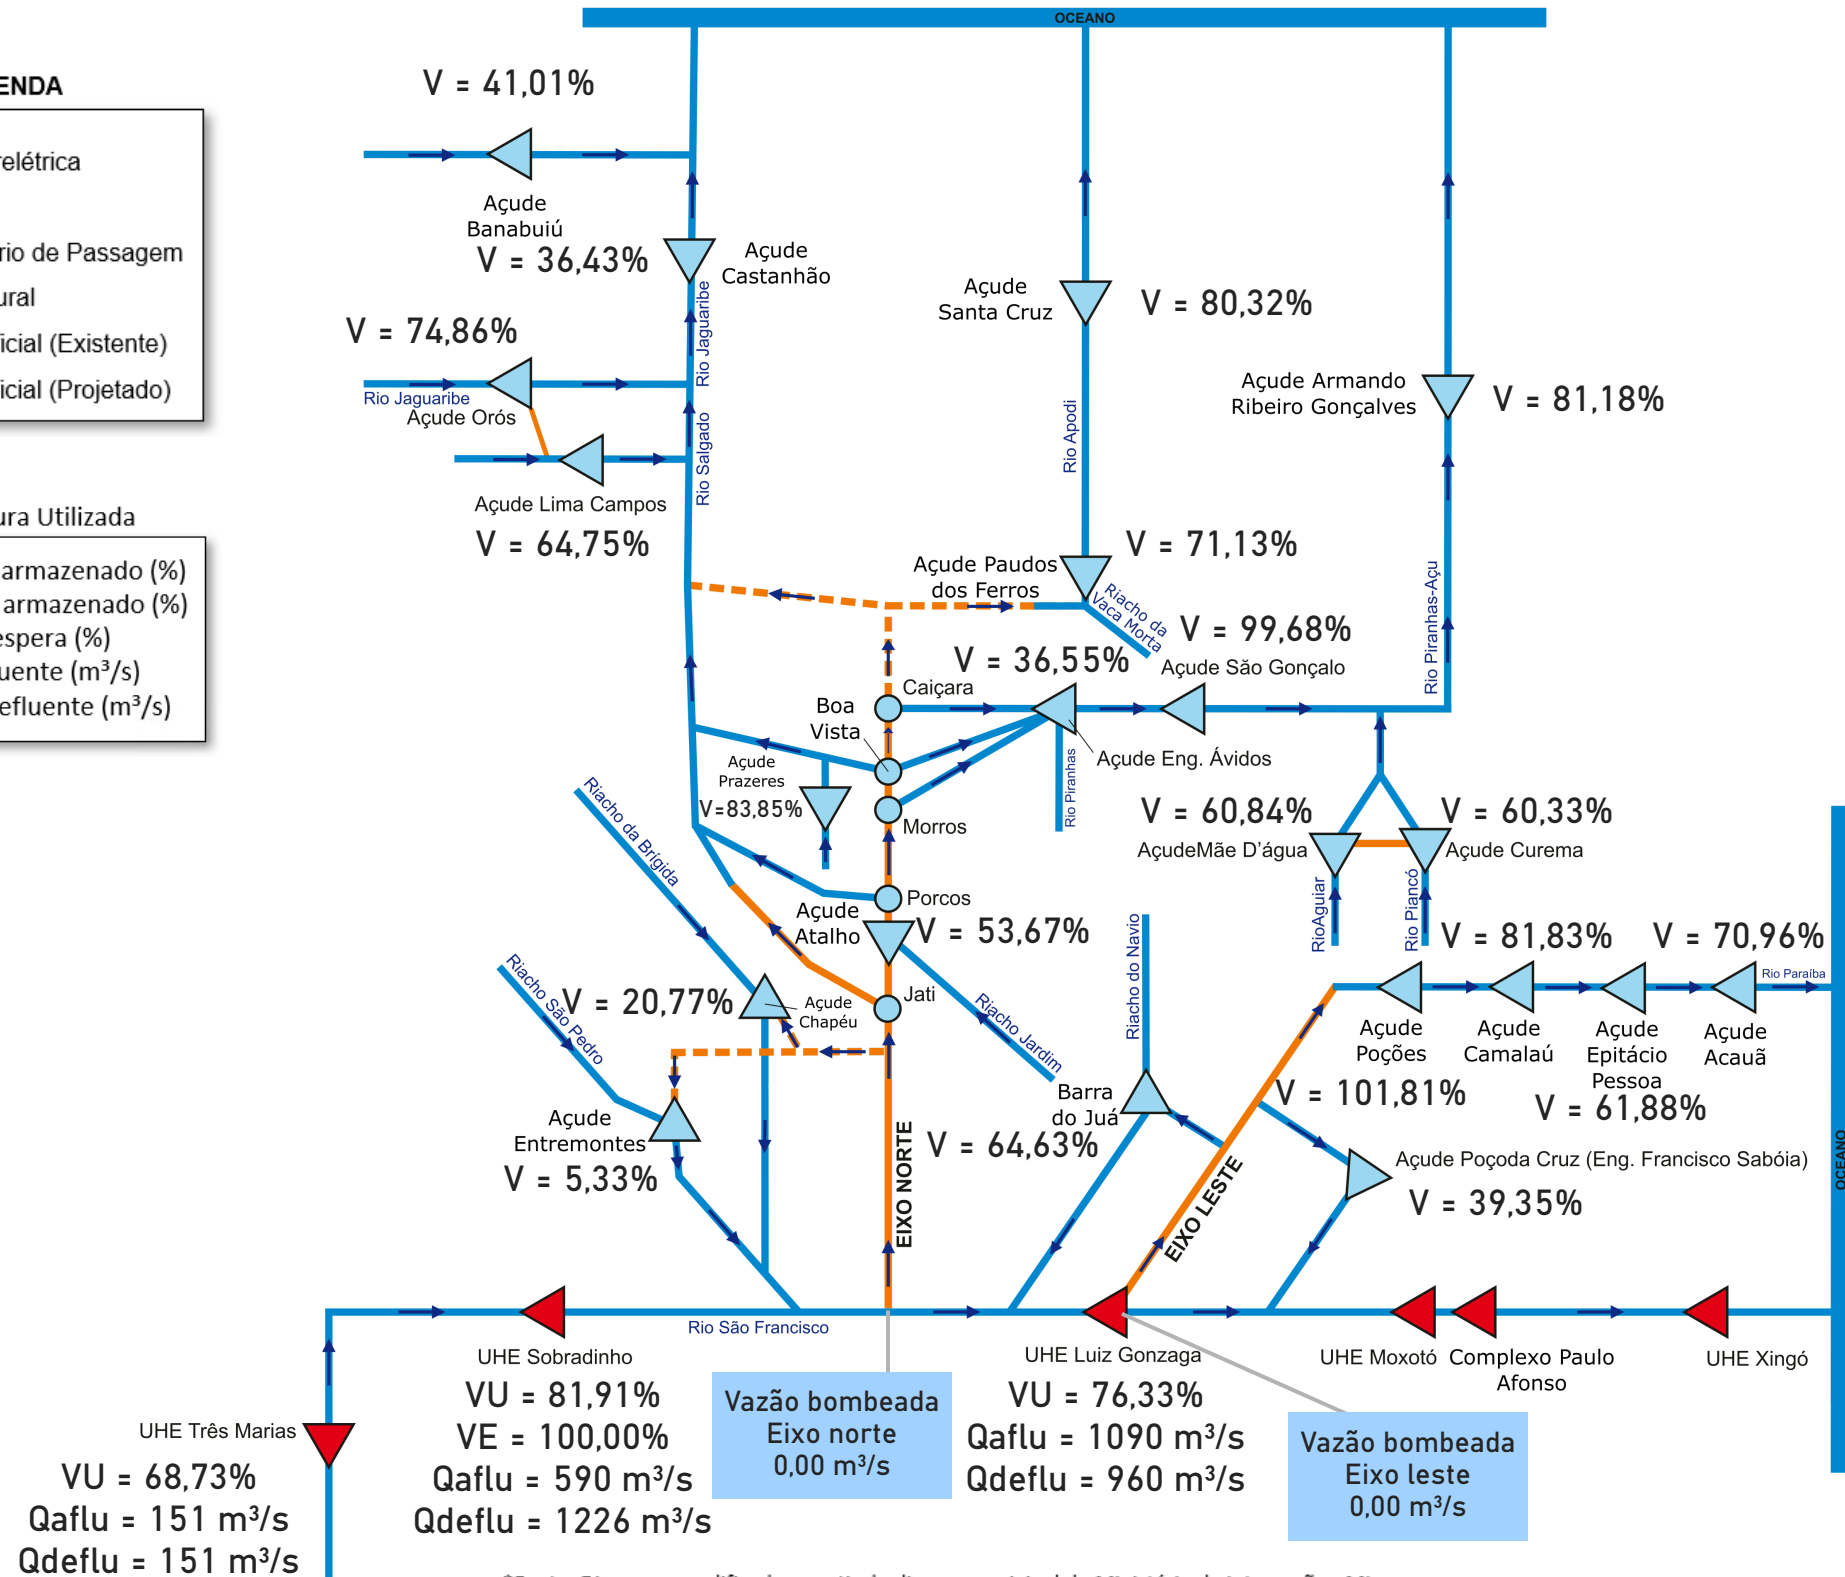 OCEANO
ENDA
relétrica
rio de Passagem
ural
icial (Existente)
icial (Projetado)
ura Utilizada
armazenado (%)
armazenado (%)
espera (%)
uente (m³/s)
efluente (m³/s)
V = 41,01%
Açude
Banabuiú
V = 36,43%
Açude
Castanhão
Rio Jaguaribe
V = 74,86%
Rio Jaguaribe
Açude Orós
Rio Salgado
Açude Lima Campos
V = 64,75%
Açude
Santa Cruz
V = 80,32%
Rio Apodi
Açude Armando
Ribeiro Gonçalves
V = 81,18%
V = 71,13%
Açude Paudos
dos Ferros
Riacho da
Vaca Morta
V = 99,68%
Açude São Gonçalo
V = 36,55%
Rio Piranhas-Açu
Caiçara
Boa
Vista
Açude Eng. Ávidos
Rio Piranhas
Açude
Prazeres
V=83,85%
Morros
Riacho da Brígida
V = 60,84%
AçudeMãe D'água
V = 60,33%
Açude Curema
RioAguiar
Rio Piancó
Porcos
Açude
Atalho
V = 53,67%
Riacho do Navio
V = 81,83%
V = 70,96%
Rio Paraíba
Riacho São Pedro
V = 20,77%
Açude
Chapéu
Jati
Riacho Jardim
Açude
Poções
Açude
Camalaú
Açude
Epitácio
Pessoa
Açude
Acauã
V = 101,81%
V = 61,88%
Barra
do Juá
V = 64,63%
Açude
Entremontes
V = 5,33%
EIXO NORTE
EIXO LESTE
Açude Poçoda Cruz (Eng. Francisco Sabóia)
V = 39,35%
OCEANO
Rio São Francisco
UHE Sobradinho
VU = 81,91%
VE = 100,00%
Qaflu = 590 m³/s
Qdeflu = 1226 m³/s
Vazão bombeada
Eixo norte
0,00 m³/s
UHE Luiz Gonzaga
VU = 76,33%
Qaflu = 1090 m³/s
Qdeflu = 960 m³/s
Vazão bombeada
Eixo leste
0,00 m³/s
UHE Moxotó
Complexo Paulo
Afonso
UHE Xingó
UHE Três Marias
VU = 68,73%
Qaflu = 151 m³/s
Qdeflu = 151 m³/s